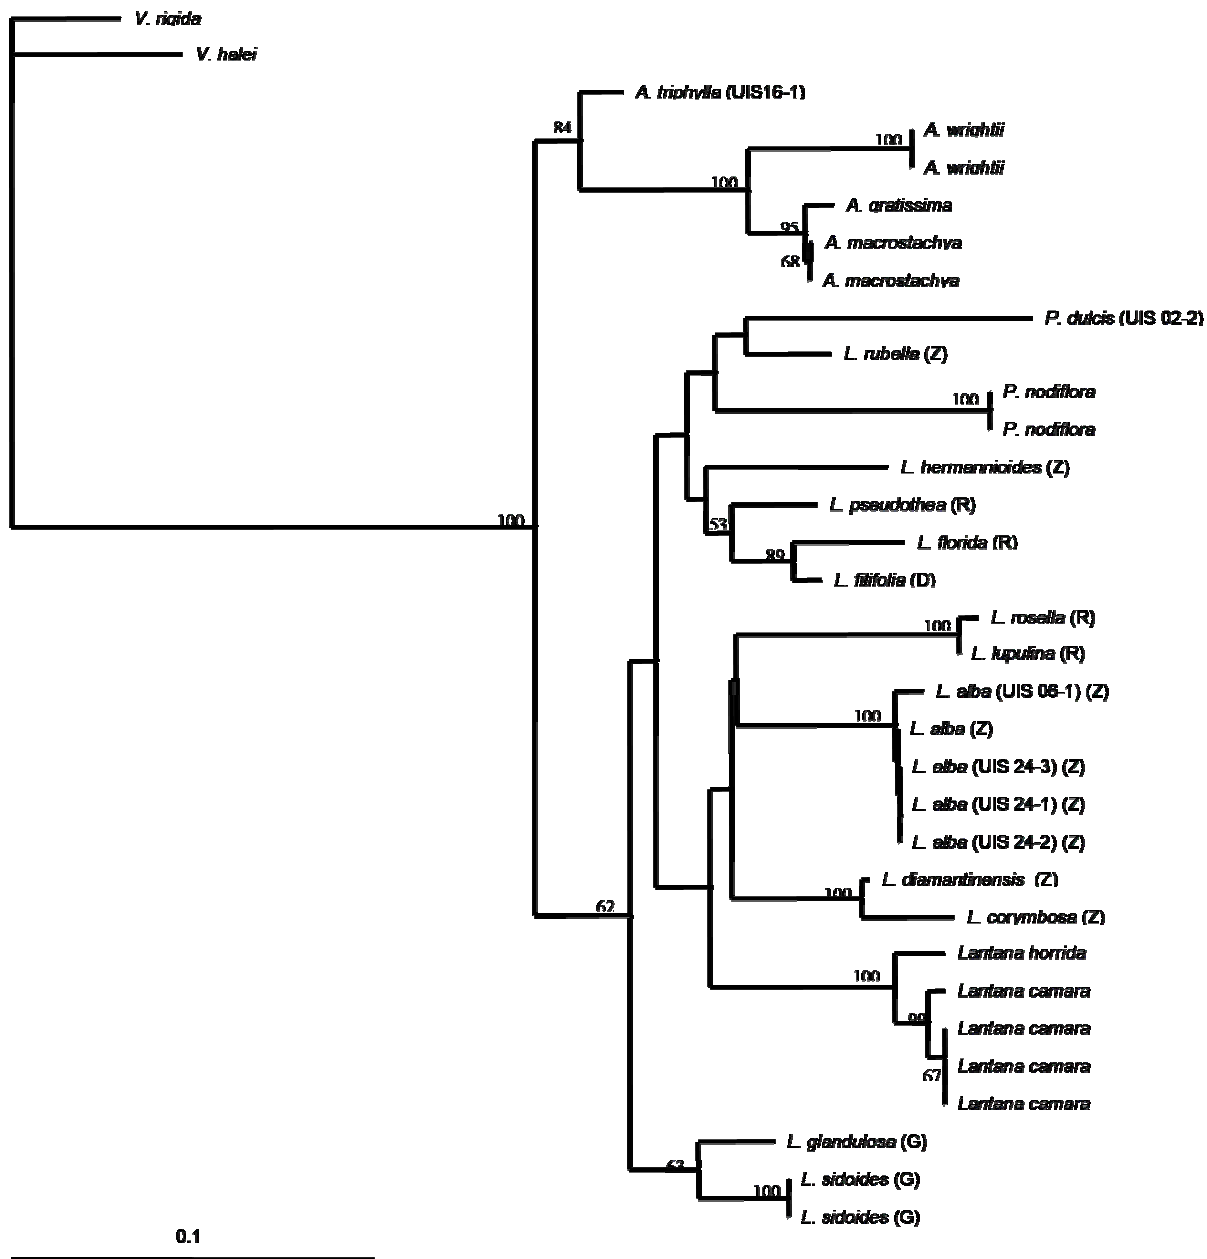 V. rigida
V. halei
A. triphylla (UIS16-1)
84
A. wrightii
100
A. wrightii
100
A. gratissima
95
A. macrostachya
68
A. macrostachya
P. dulcis (UIS 02-2)
L. rubella (Z)
P. nodiflora
100
P. nodiflora
L. hermannioides (Z)
L. pseudothea (R)
53
100
L. florida (R)
89
L. filifolia (D)
L. rosella (R)
100
L. lupulina (R)
L. alba (UIS 06-1) (Z)
100
L. alba (Z)
L. alba (UIS 24-3) (Z)
L. alba (UIS 24-1) (Z)
L. alba (UIS 24-2) (Z)
L. diamantinensis (Z)
100
62
L. corymbosa (Z)
Lantana horrida
100
Lantana camara
99
Lantana camara
Lantana camara
67
Lantana camara
L. glandulosa (G)
63
L. sidoides (G)
100
L. sidoides (G)
0.1